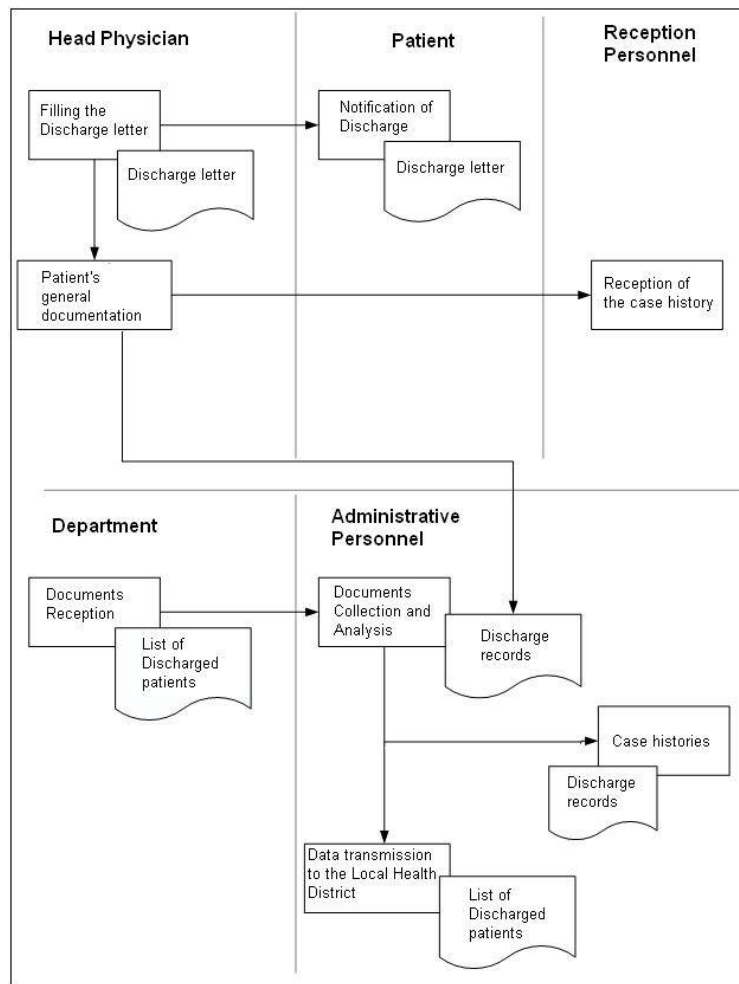 Head Physician
Patient
Reception
Personnel
Filling the
Discharge letter
Discharge letter
Notification of
Discharge
Discharge letter
Patient's
general
documentation
Reception of
the case history
Department
Administrative
Personnel
Documents
Reception
List of
Discharged
patients
Documents
Collection and
Analysis
Discharge
records
Case histories
Discharge
records
Data transmission
to the Local Health
District
List of
Discharged
patients